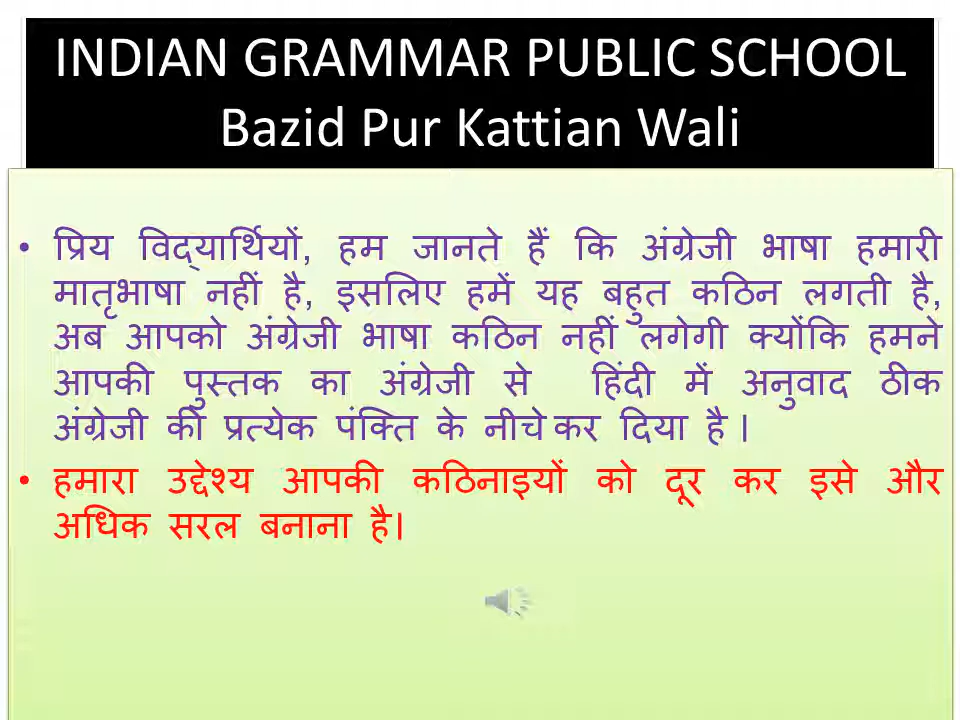 INDIAN GRAMMAR PUBLIC SCHOOL
Bazid Pur Kattian Wali
• प्रिय विद्यार्थियों, हम जानते हैं कि अंग्रेजी भाषा हमारी
मातृभाषा नहीं है, इसलिए हमें यह बहुत कठिन लगती है,
अब आपको अंग्रेजी भाषा कठिन नहीं लगेगी क्योंकि हमने
आपकी पुस्तक का अंग्रेजी से हिंदी में अनुवाद ठीक
अंग्रेजी की प्रत्येक पंक्ति के नीचे कर दिया है ।
• हमारा उद्देश्य आपकी कठिनाइयों को दूर कर इसे और
अधिक सरल बनाना है।